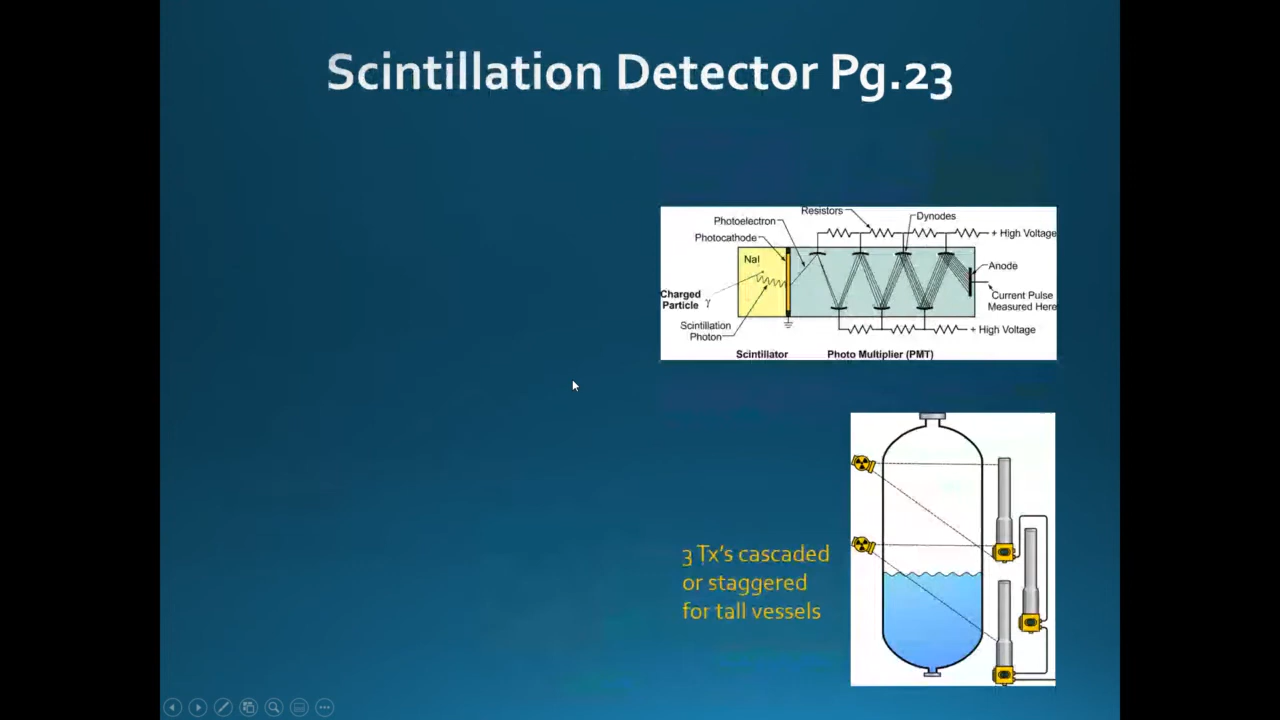 Scintillation Detector Pg.23
Resistors
Dynodes
Photoelectron
+ High Voltage
Photocathode
NaI
Anode
Charged
Particle
γ
Current Pulse
Measured Here
Scintillation
Photon
+ High Voltage
Scintillator
Photo Multiplier (PMT)
3 Tx's cascaded
or staggered
for tall vessels